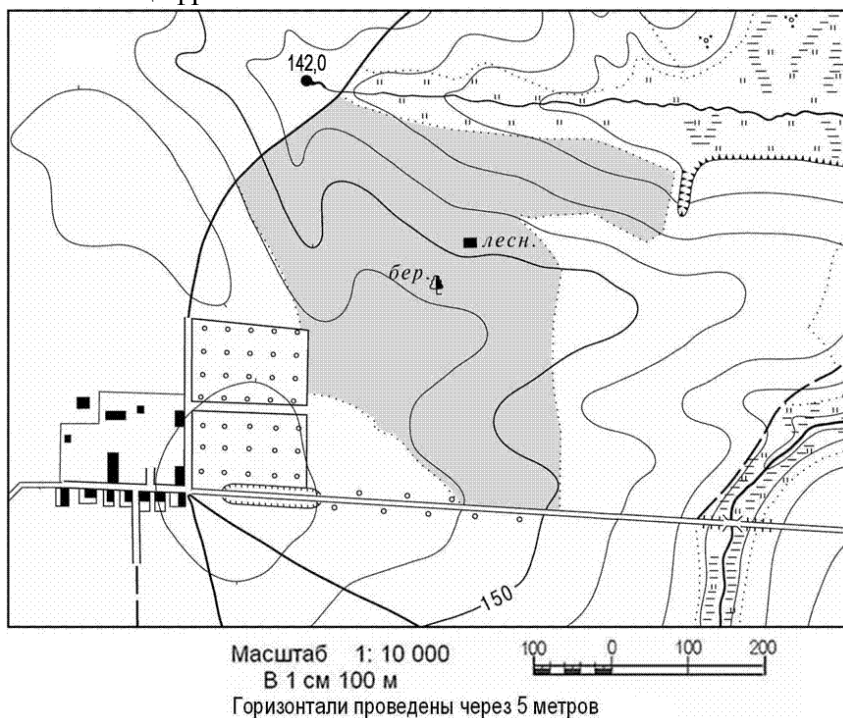 142,0
лесн.
бер.
150
Масштаб 1: 10 000
В 1 см 100 м
100 0 100 200
Горизонтали проведены через 5 метров